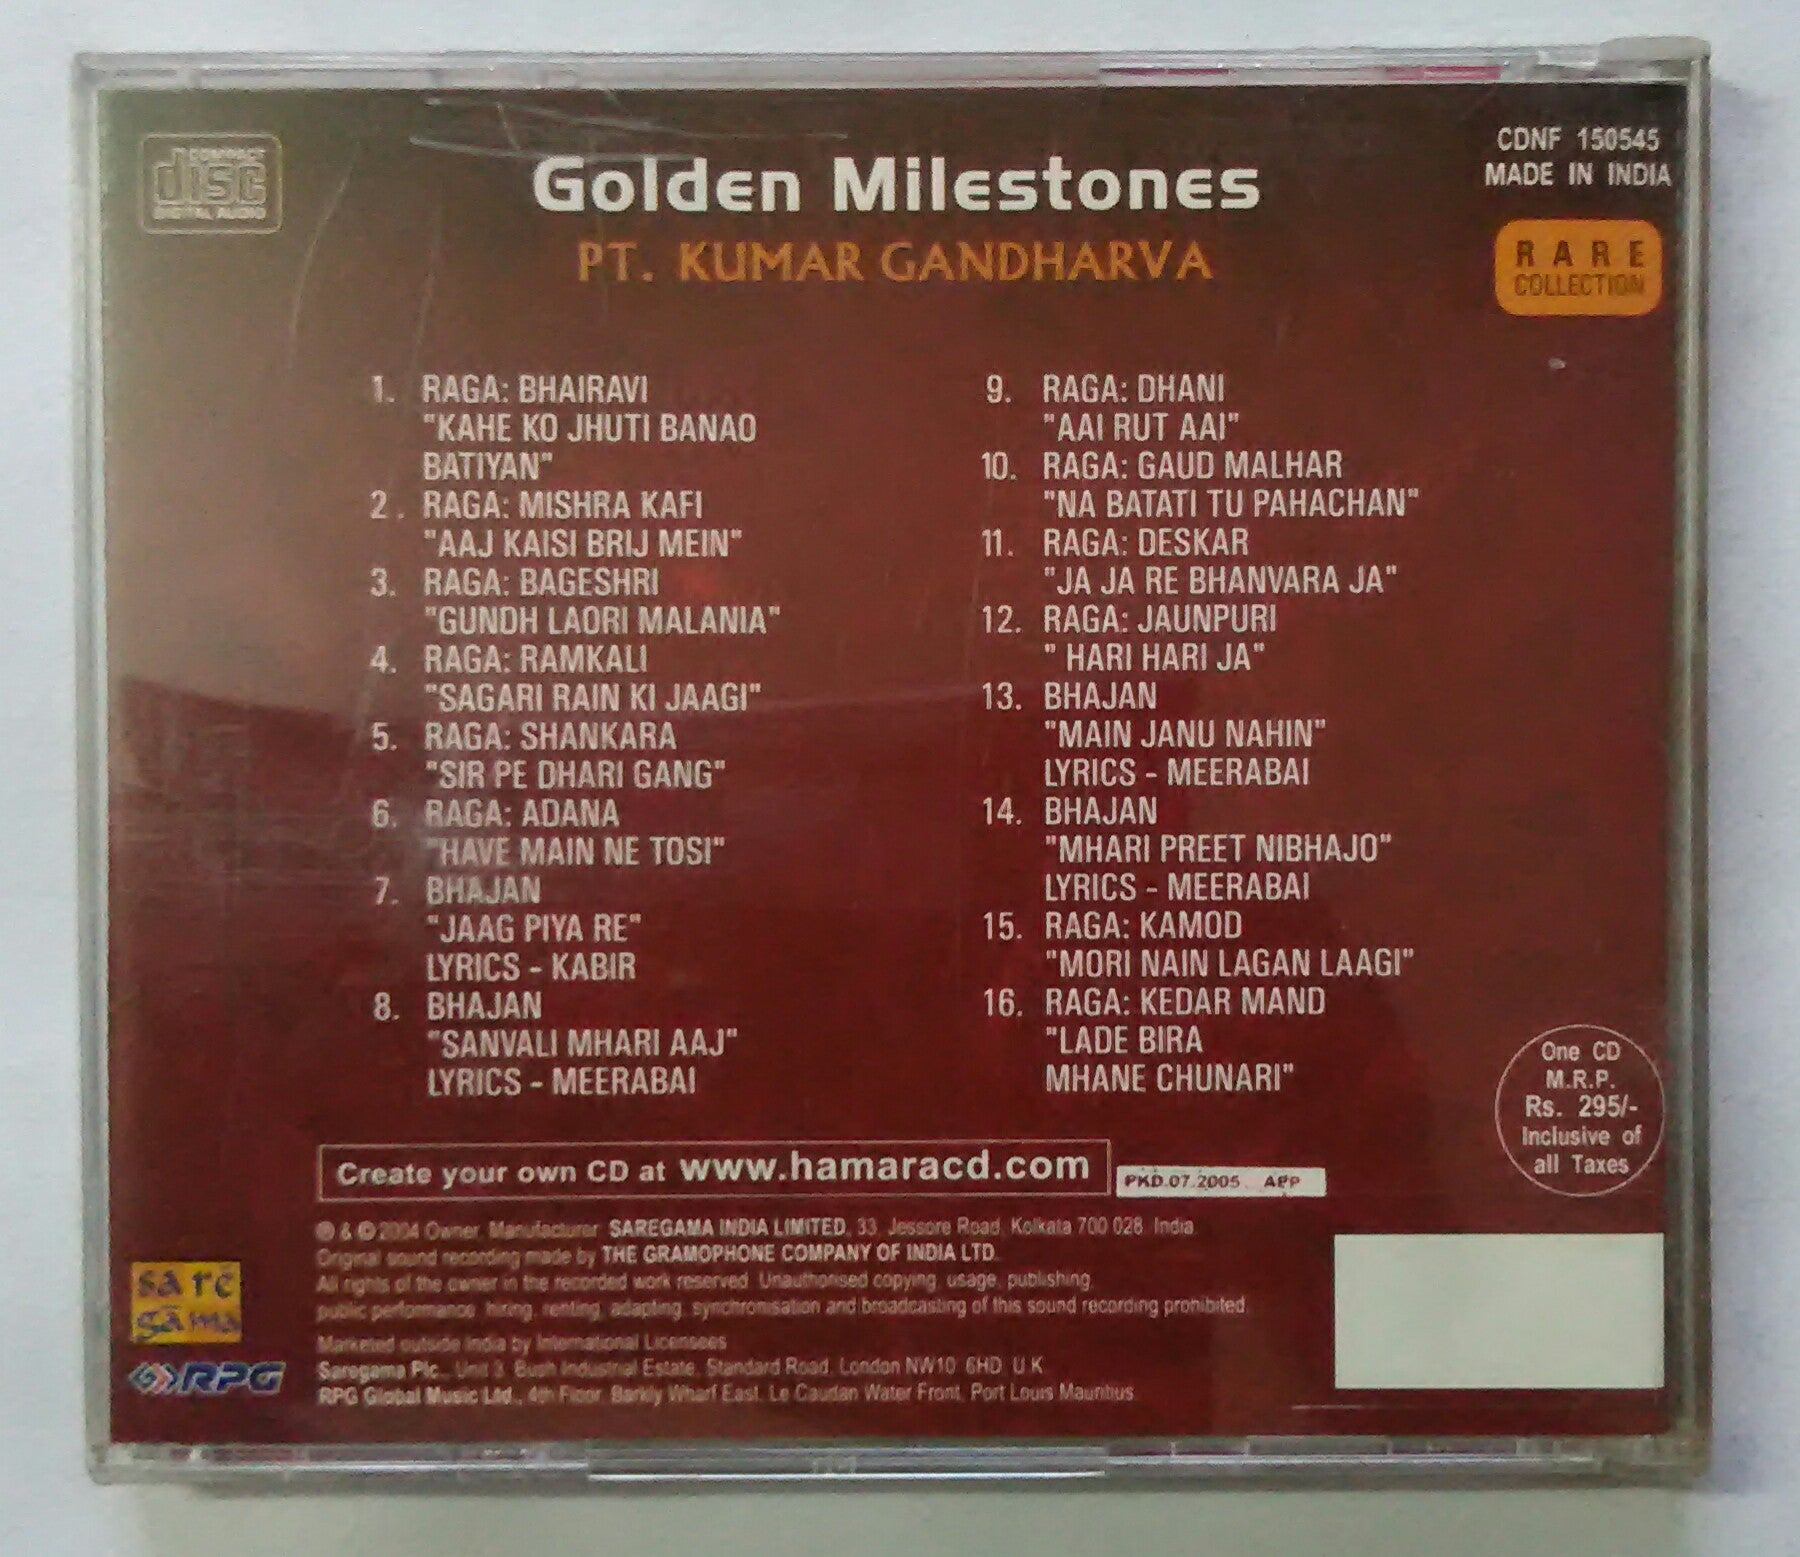 COMPACT
disc
DIGITAL AUDIO
Golden Milestones
PT. KUMAR GANDHARVA
CDNF 150545
MADE IN INDIA
RARE
COLLECTION
1. RAGA: BHAIRAVI
"KAHE KO JHUTI BANAO
BATIYAN"
2. RAGA: MISHRA KAFI
"AAJ KAISI BRIJ MEIN"
3. RAGA: BAGESHRI
"GUNDH LAORI MALANIA"
4. RAGA: RAMKALI
"SAGARI RAIN KI JAAGI"
5. RAGA: SHANKARA
"SIR PE DHARI GANG"
6. RAGA: ADANA
"HAVE MAIN NE TOSI"
7. BHAJAN
"JAAG PIYA RE"
LYRICS - KABIR
8. BHAJAN
"SANVALI MHARI AAJ"
LYRICS - MEERABAI
9. RAGA: DHANI
"AAI RUT AAI"
10. RAGA: GAUD MALHAR
"NA BATATI TU PAHACHAN"
11. RAGA: DESKAR
"JA JA RE BHANVARA JA"
12. RAGA: JAUNPURI
" HARI HARI JA"
13. BHAJAN
"MAIN JANU NAHIN"
LYRICS - MEERABAI
14. BHAJAN
"MHARI PREET NIBHAJO"
LYRICS - MEERABAI
15. RAGA: KAMOD
"MORI NAIN LAGAN LAAGI"
16. RAGA: KEDAR MAND
"LADE BIRA
MHANE CHUNARI"
One CD
M.R.P.
Rs. 295/-
Inclusive of
all Taxes
Create your own CD at www.hamaracd.com
PKD.07.2005 APP
℗ & © 2004 Owner, Manufacturer SAREGAMA INDIA LIMITED, 33, Jessore Road, Kolkata 700 028, India.
Original sound recording made by THE GRAMOPHONE COMPANY OF INDIA LTD.
All rights of the owner in the recorded work reserved. Unauthorised copying, usage, publishing,
public performance, hiring, renting, adapting, synchronisation and broadcasting of this sound recording prohibited.
Marketed outside India by International Licensees
Saregama Plc., Unit 3, Bush Industrial Estate, Standard Road, London NW10 6HD U.K.
RPG Global Music Ltd., 4th Floor, Barkly Wharf East, Le Caudan Water Front, Port Louis Mauritius.
sa rē
gāma
RPG